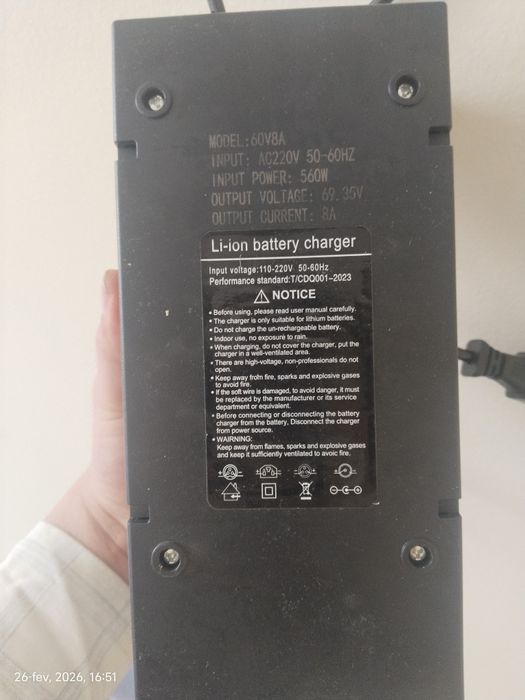 MODEL:60V8A
INPUT: AC220V 50-60HZ
INPUT POWER: 560W
OUTPUT VOLTAGE: 69.35V
OUTPUT CURRENT: 8A
Li-ion battery charger
Input voltage:110-220V 50-60Hz
Performance standard:T/CDQ001-2023
NOTICE
• Before using, please read user manual carefully.
• The charger is only suitable for lithium batteries.
• Do not charge the un-rechargeable battery.
• Indoor use, no exposure to rain.
• When charging, do not cover the charger, put the
charger in a well-ventilated area.
• There are high-voltage, non-professionals do not
open.
• Keep away frofn fire, sparks and explosive gases
to avoid fire.
• If the soft wire is damaged, to avoid danger, it must
be replaced by the manufacturer or its service
department or equivalent.
• Before connecting or disconnecting the battery
charger from the battery, Disconnect the charger
from power source.
• WAIRNING:
Keep away from flames, sparks and explosive gases
and keep it sufficiently ventilated to avoic fire.
26-fev, 2026, 16:51